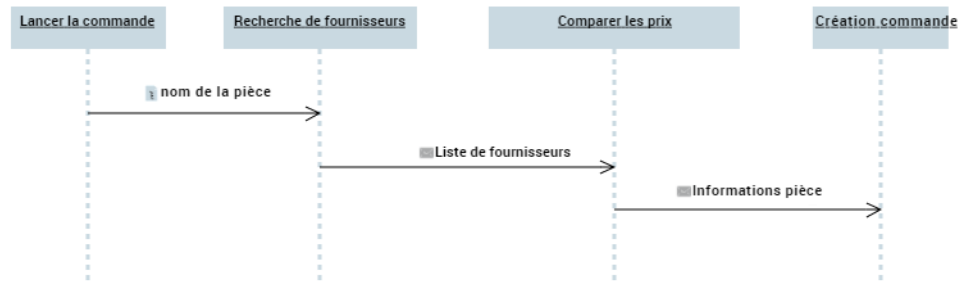 Lancer la commande
Recherche de fournisseurs
Comparer les prix
Création commande
nom de la pièce
Liste de fournisseurs
Informations pièce